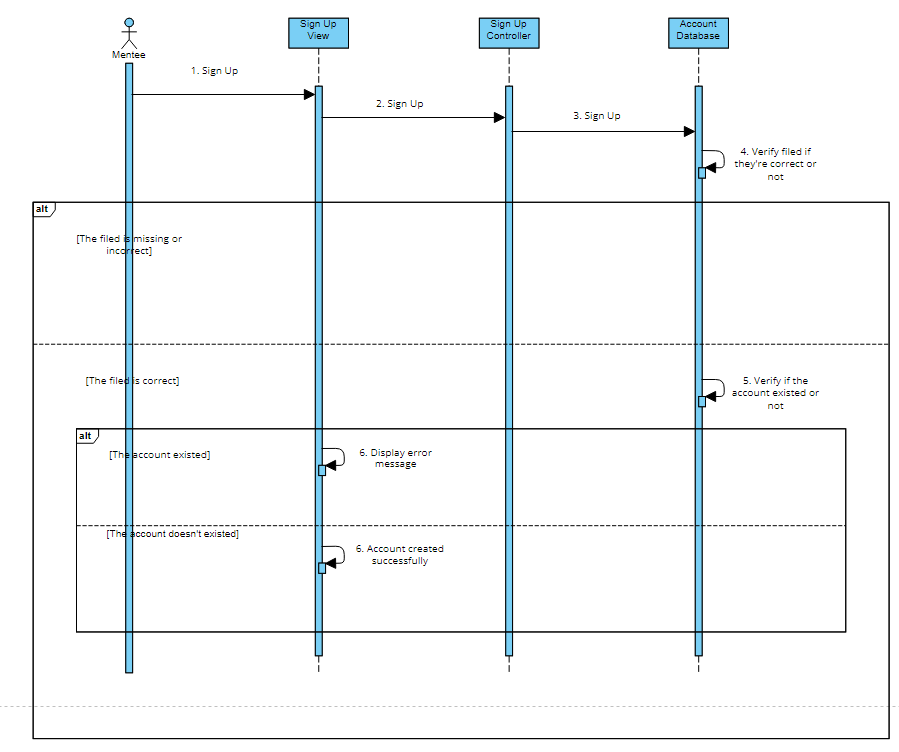 Sign Up
View
Sign Up
Controller
Account
Database
Mentee
1. Sign Up
2. Sign Up
3. Sign Up
4. Verify filed if
they're correct or
not
alt
[The filed is missing or
incorrect]
[The filed is correct]
5. Verify if the
account existed or
not
alt
[The account existed]
6. Display error
message
[The account doesn't existed]
6. Account created
successfully